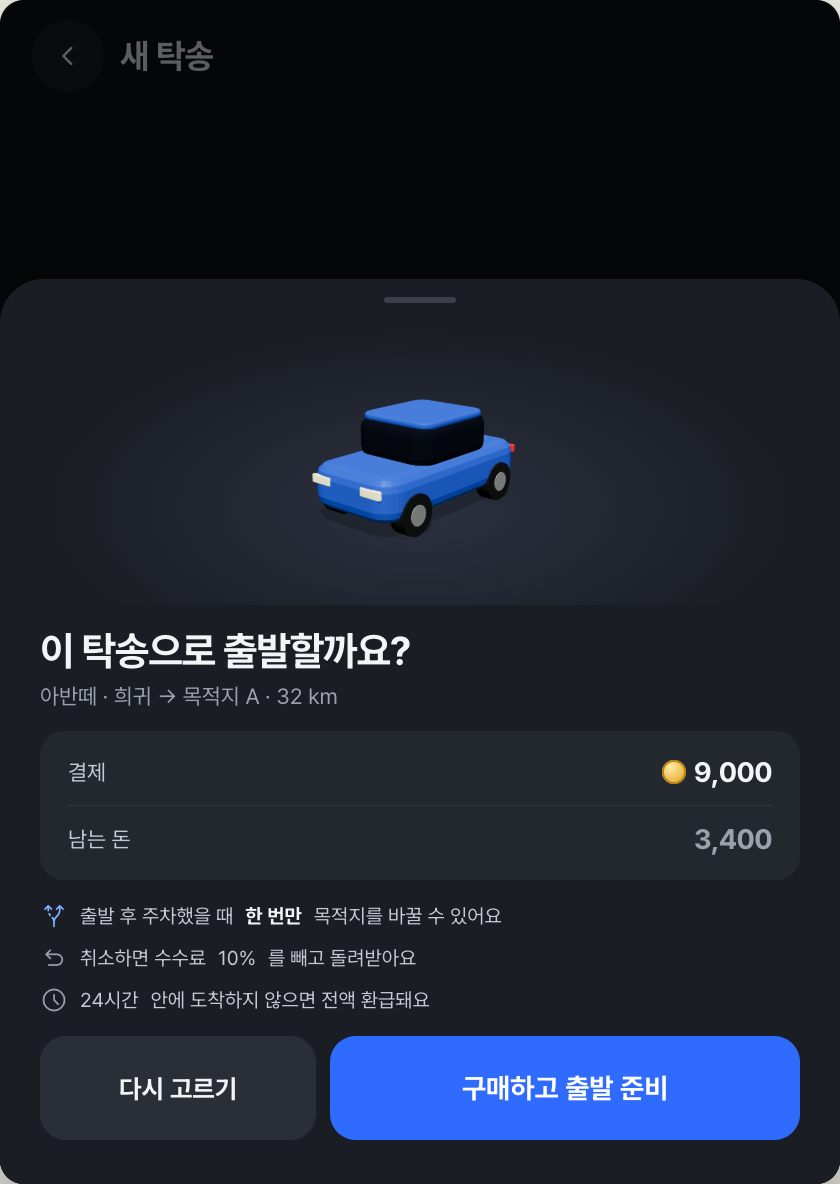 새 탁송
이 탁송으로 출발할까요?
아반떼 · 희귀 → 목적지 A · 32 km
결제 9,000
남는 돈 3,400
출발 후 주차했을 때 한 번만 목적지를 바꿀 수 있어요
취소하면 수수료 10% 를 빼고 돌려받아요
24시간 안에 도착하지 않으면 전액 환급돼요
다시 고르기 구매하고 출발 준비